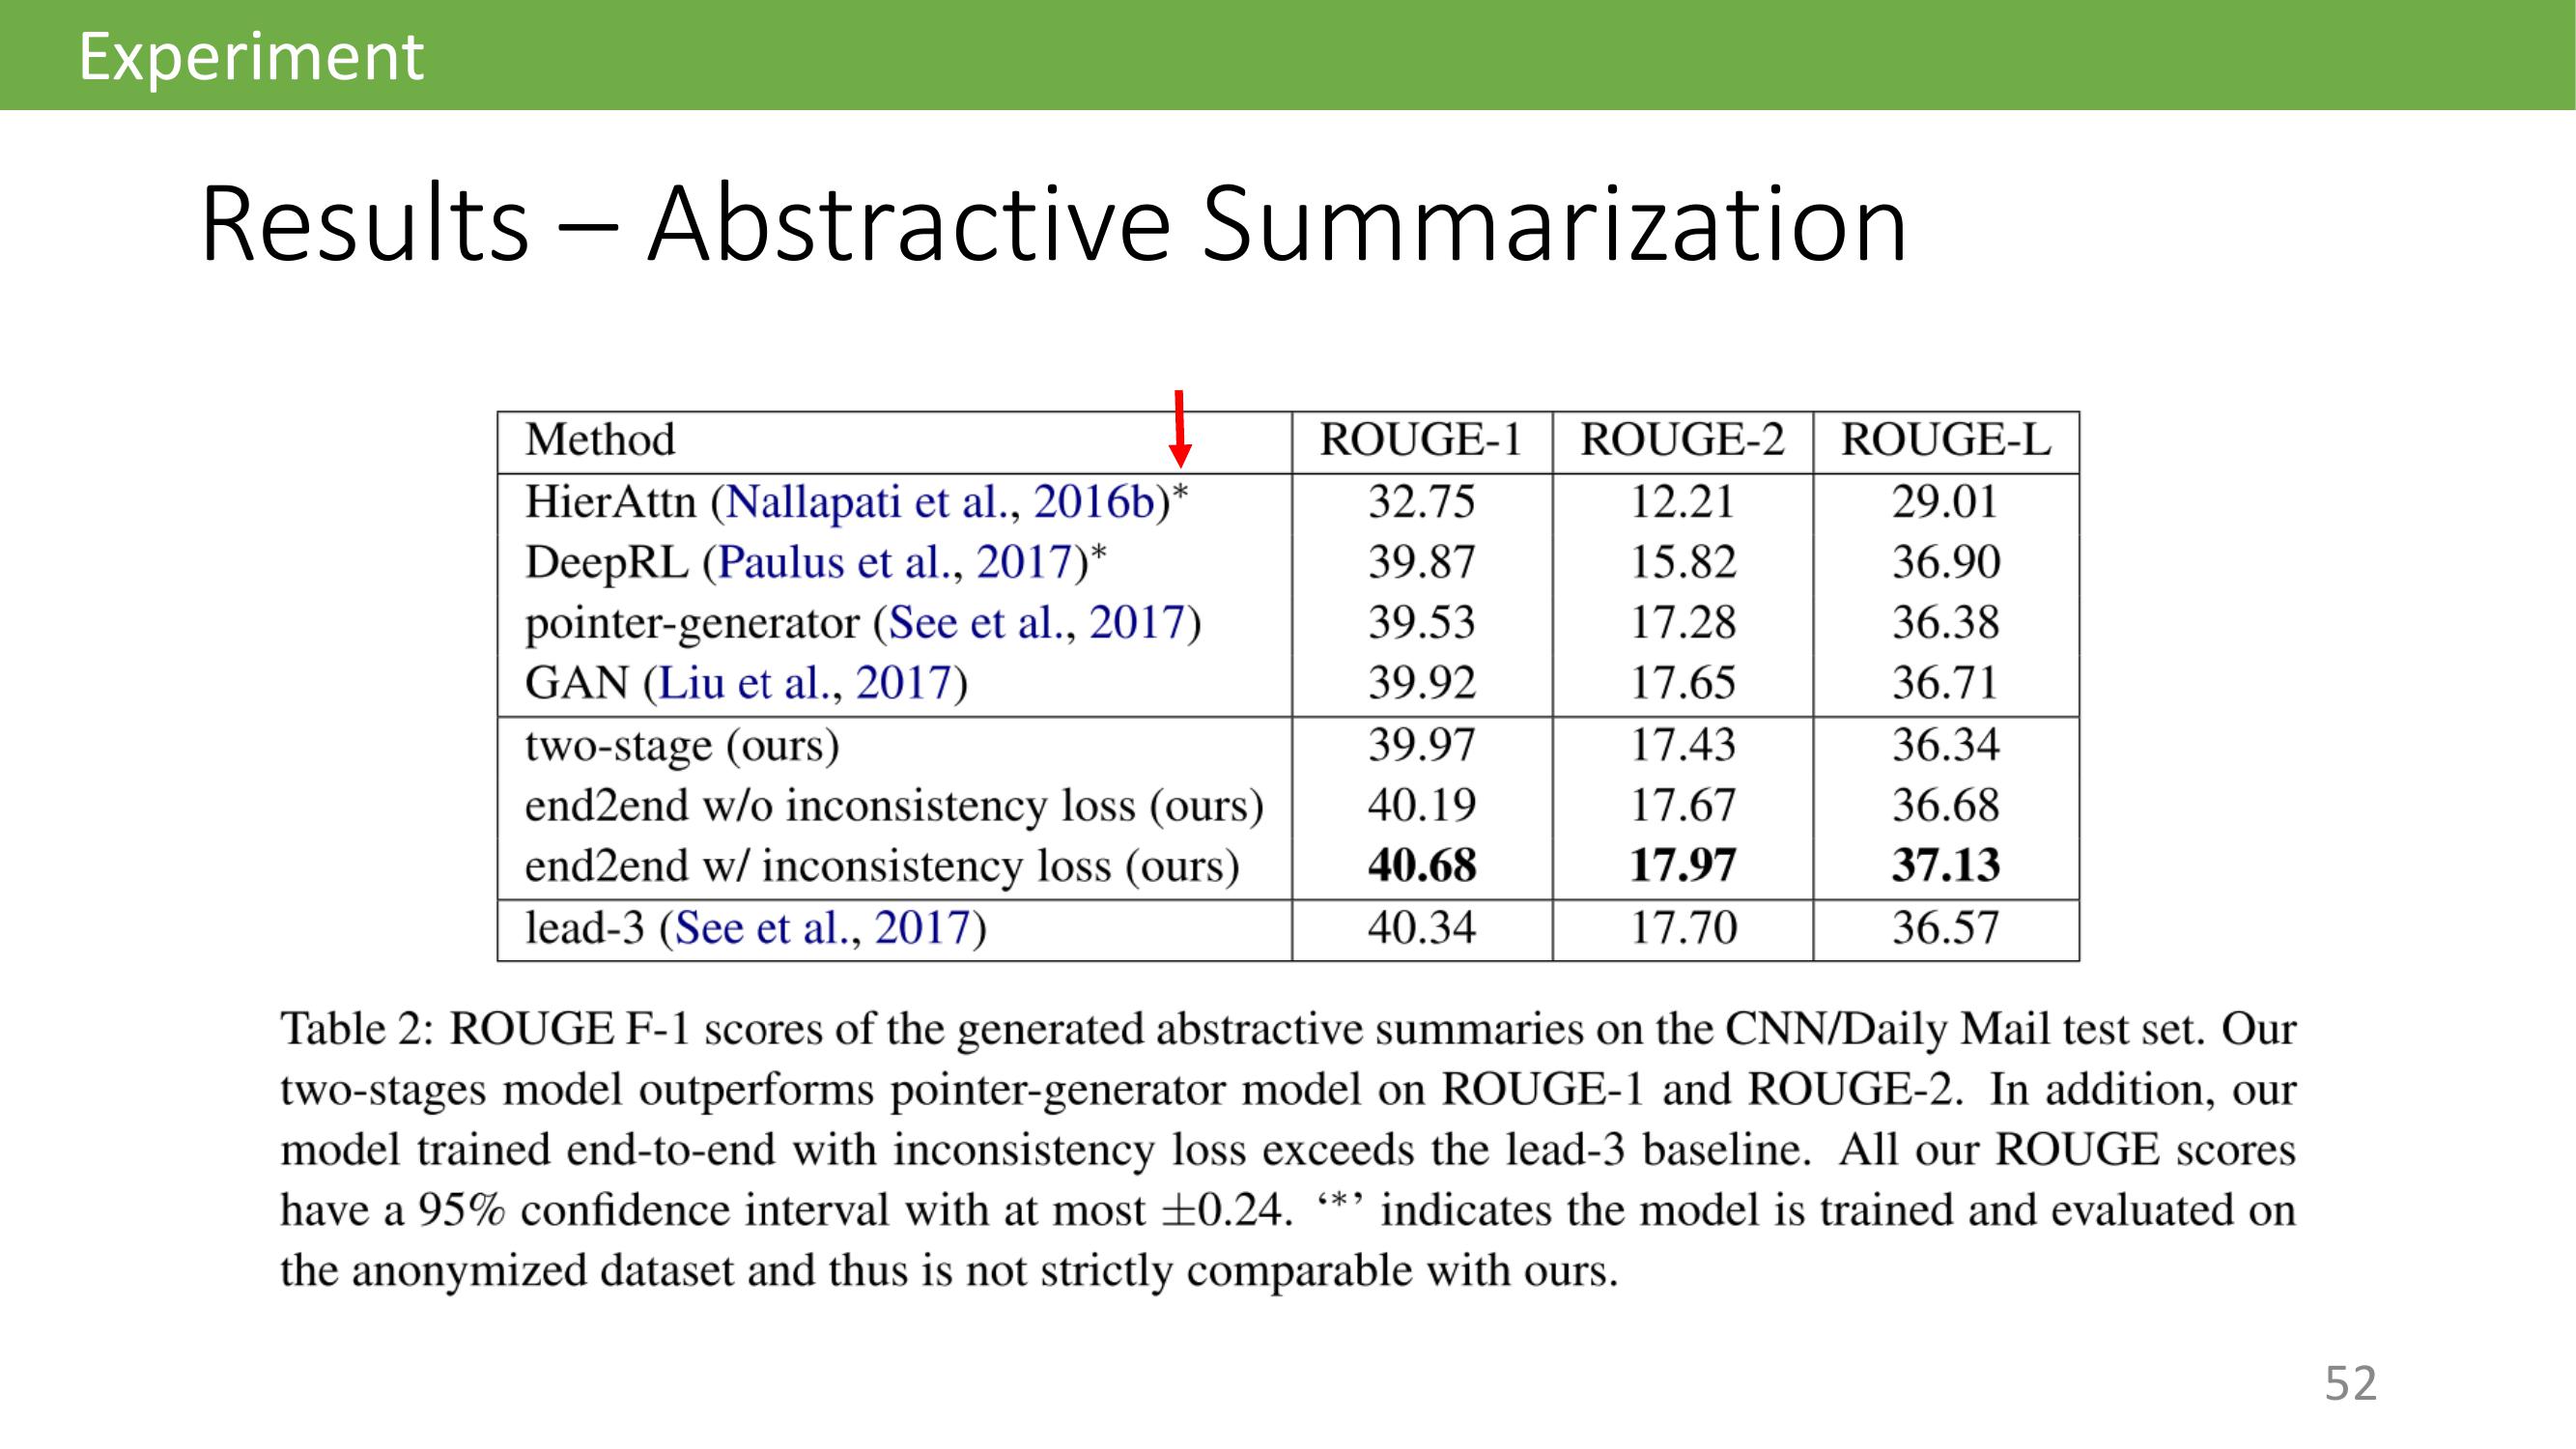 Experiment
Results – Abstractive Summarization
Method ROUGE-1 ROUGE-2 ROUGE-L
HierAttn (Nallapati et al., 2016b)* 32.75 12.21 29.01
DeepRL (Paulus et al., 2017)* 39.87 15.82 36.90
pointer-generator (See et al., 2017) 39.53 17.28 36.38
GAN (Liu et al., 2017) 39.92 17.65 36.71
two-stage (ours) 39.97 17.43 36.34
end2end w/o inconsistency loss (ours) 40.19 17.67 36.68
end2end w/ inconsistency loss (ours) 40.68 17.97 37.13
lead-3 (See et al., 2017) 40.34 17.70 36.57
Table 2: ROUGE F-1 scores of the generated abstractive summaries on the CNN/Daily Mail test set. Our
two-stages model outperforms pointer-generator model on ROUGE-1 and ROUGE-2. In addition, our
model trained end-to-end with inconsistency loss exceeds the lead-3 baseline. All our ROUGE scores
have a 95% confidence interval with at most ±0.24. ‘*’ indicates the model is trained and evaluated on
the anonymized dataset and thus is not strictly comparable with ours.
52